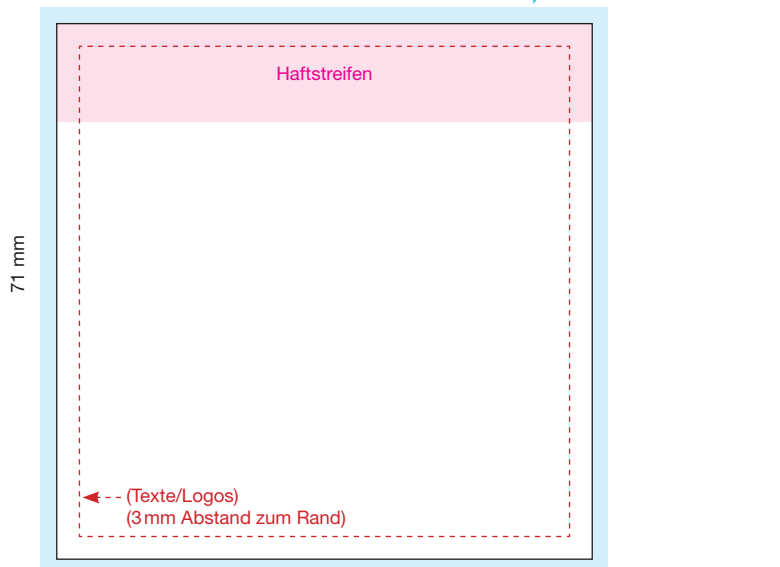 Haftstreifen
71 mm
(Texte/Logos)
(3 mm Abstand zum Rand)